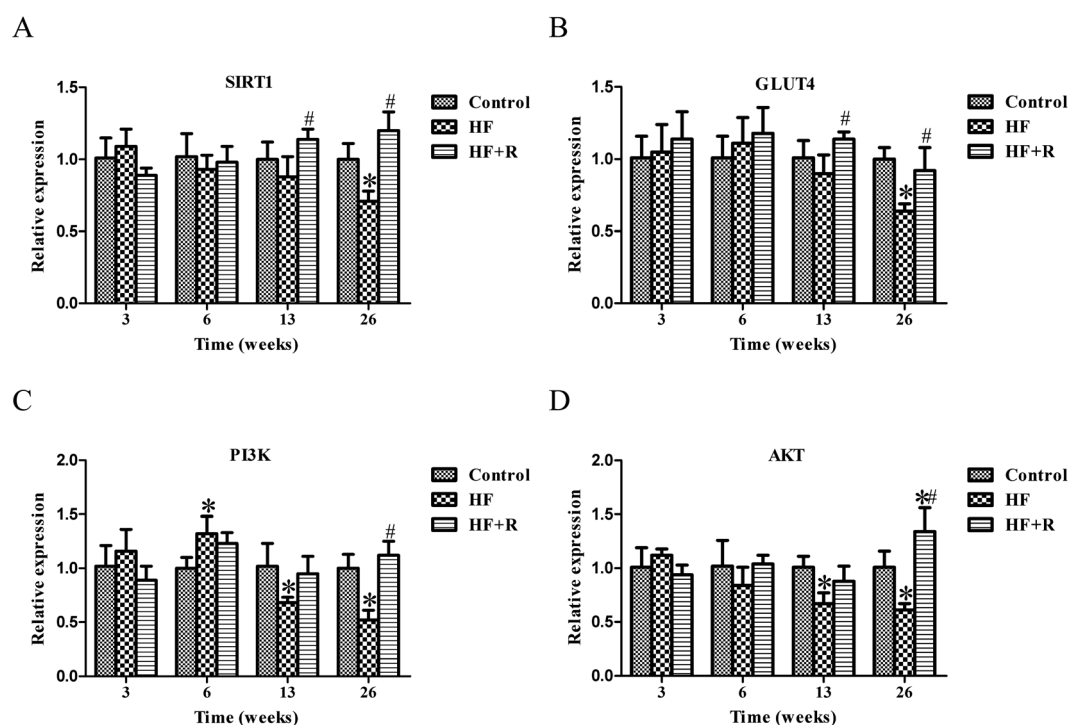 A
SIRT1
Relative expression
1.5
1.0
0.5
0.0
#
#
*
3 6 13 26
Time (weeks)
Control
HF
HF+R
B
GLUT4
Relative expression
1.5
1.0
0.5
0.0
#
#
*
3 6 13 26
Time (weeks)
Control
HF
HF+R
C
PI3K
Relative expression
2.0
1.5
1.0
0.5
0.0
*
*
*
#
3 6 13 26
Time (weeks)
Control
HF
HF+R
D
AKT
Relative expression
2.0
1.5
1.0
0.5
0.0
*
*
*#
3 6 13 26
Time (weeks)
Control
HF
HF+R